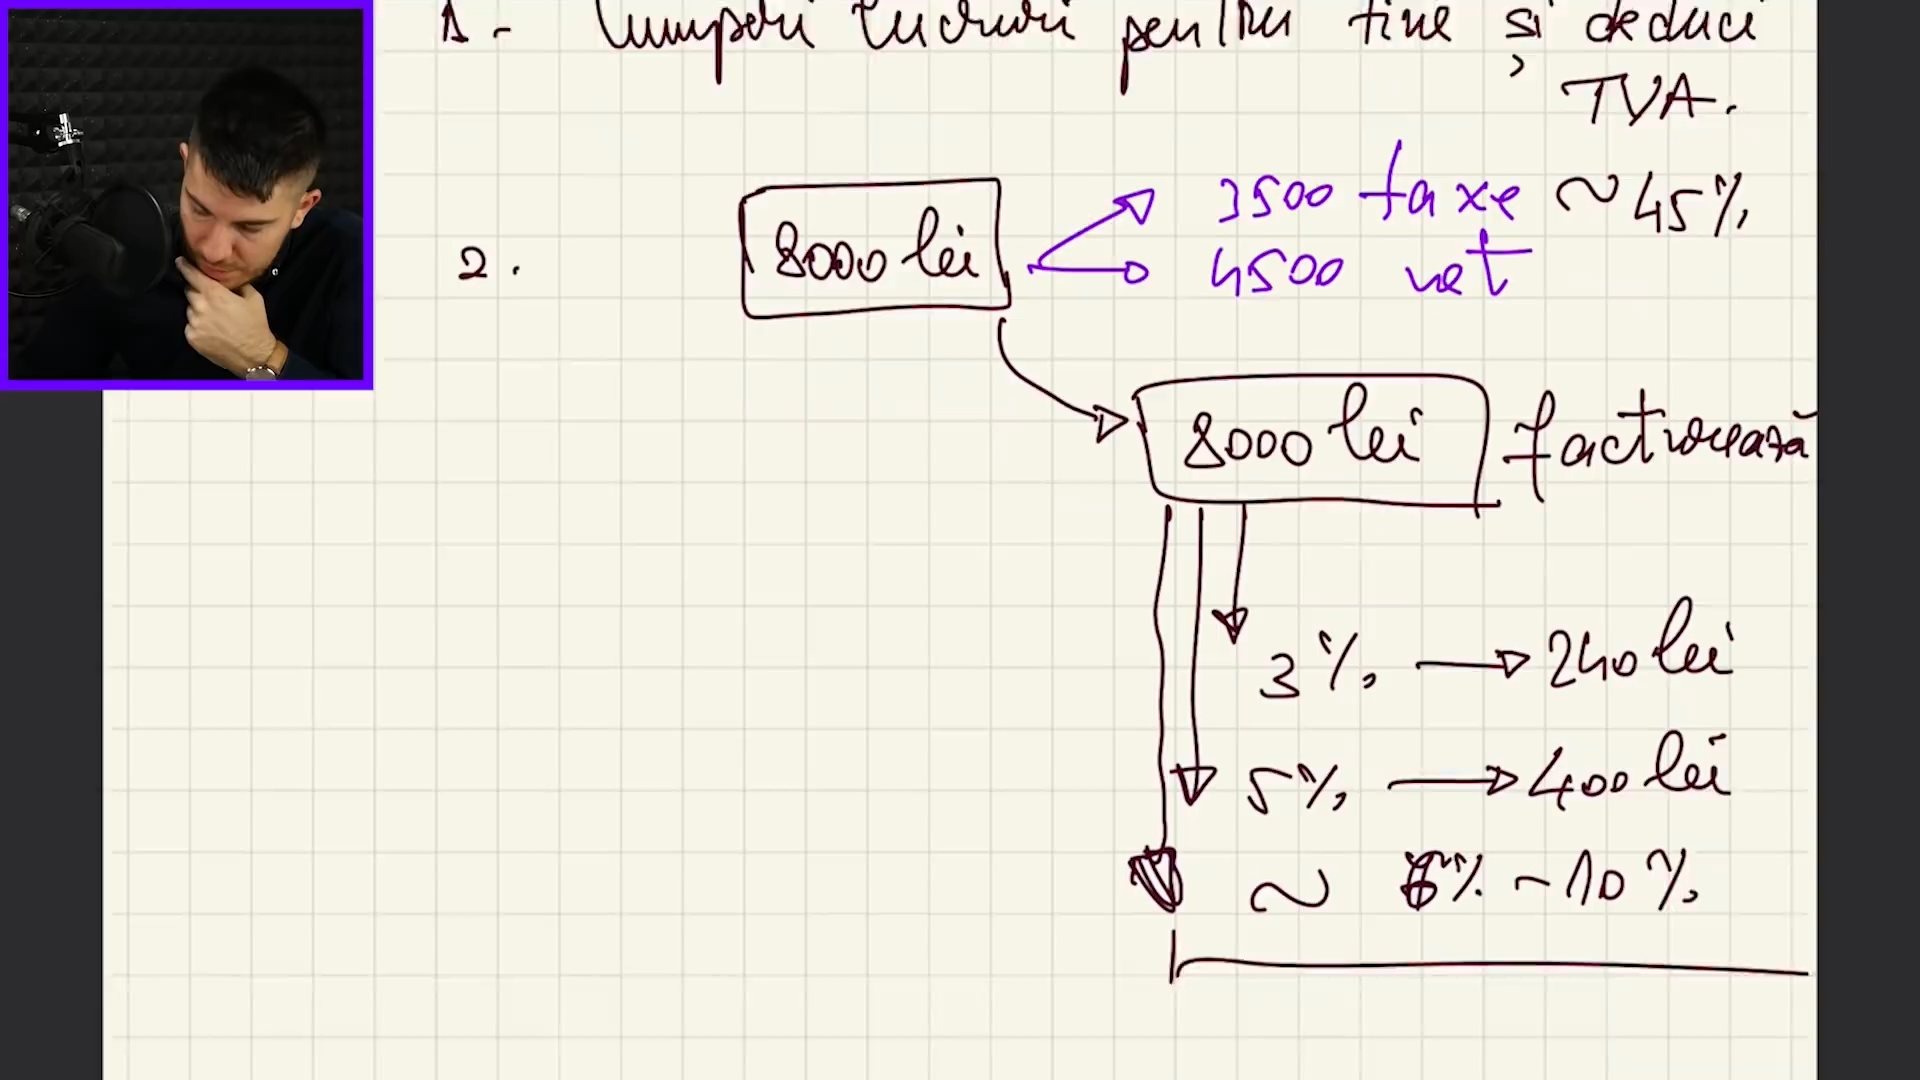 1. Cumperi lucruri pentru tine și deduci
TVA.
3500 taxe ~ 45%
2. 8000 lei
4500 net
8000 lei facturează
3% → 240 lei
5% → 400 lei
~ 6% - 10%